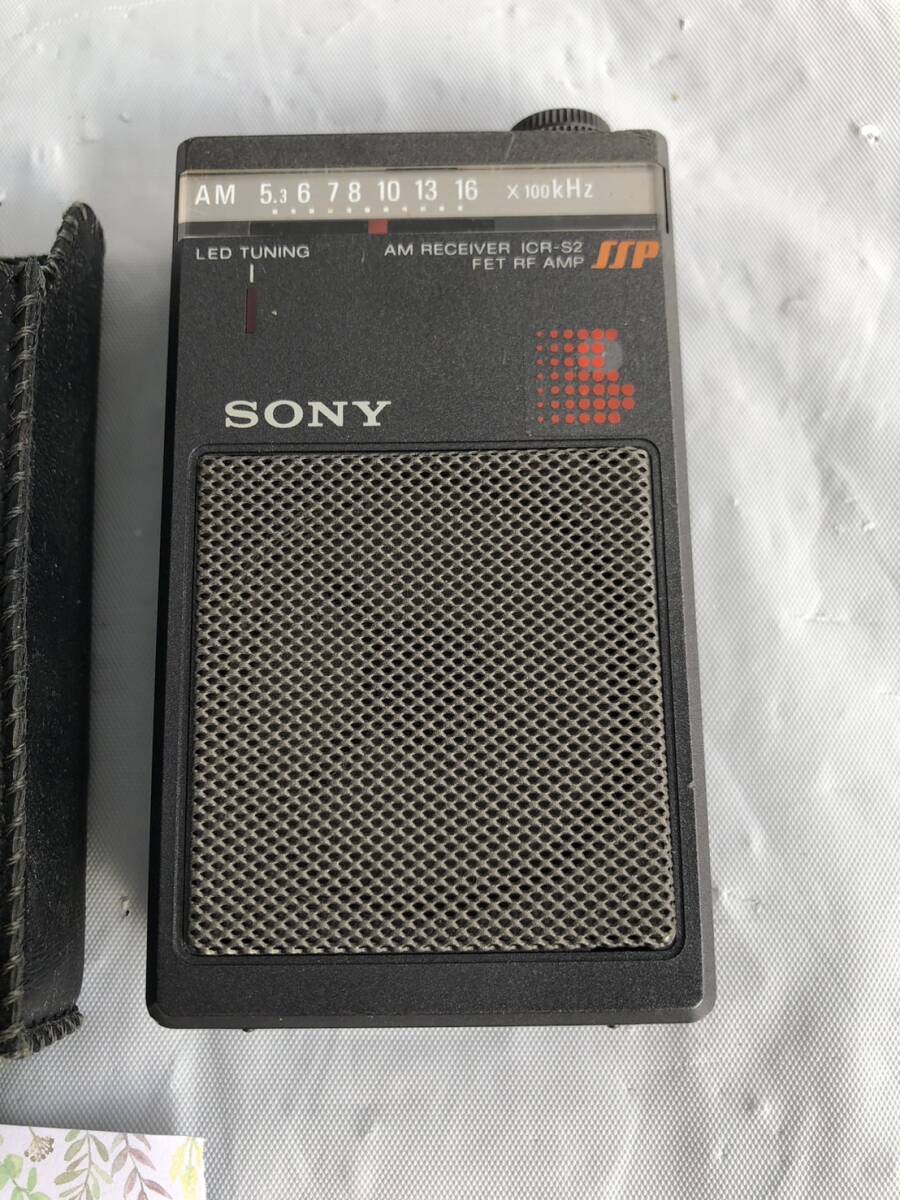 AM 5.3 6 7 8 10 13 16 X100kHz
LED TUNING
AM RECEIVER ICR-S2
FET RF AMP
SSP
SONY